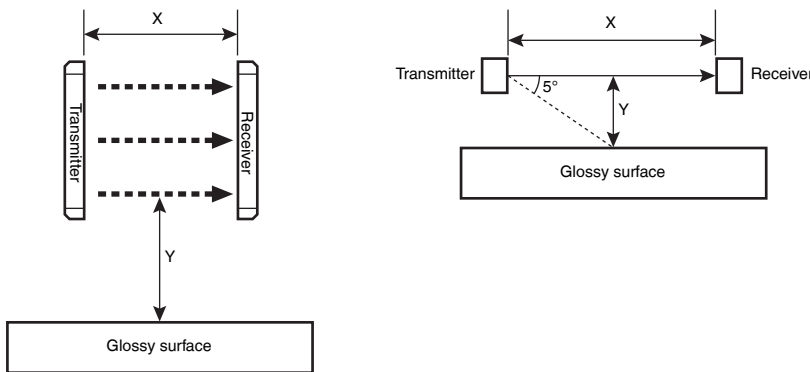 X
Transmitter
Receiver
Y
Glossy surface
X
Transmitter
Receiver
5°
Y
Glossy surface